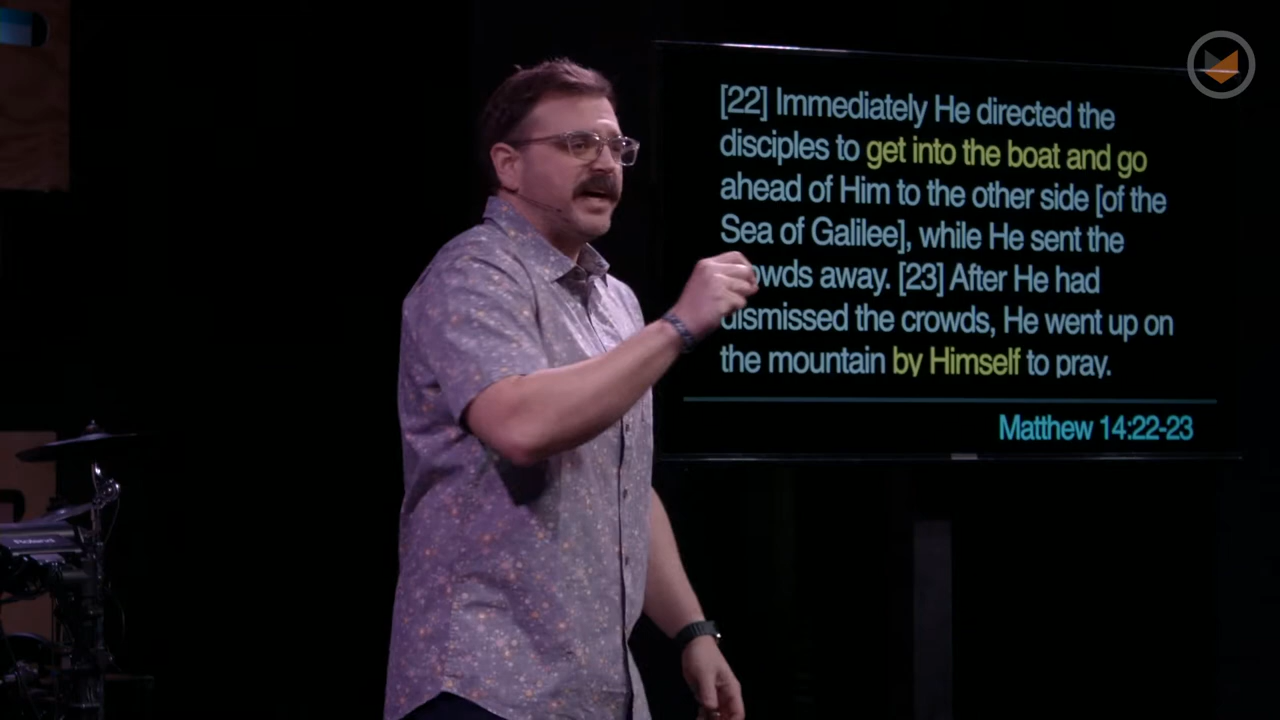 [22] Immediately He directed the
disciples to get into the boat and go
ahead of Him to the other side [of the
Sea of Galilee], while He sent the
owds away. [23] After He had
dismissed the crowds, He went up on
the mountain by Himself to pray.
Matthew 14:22-23
Roland